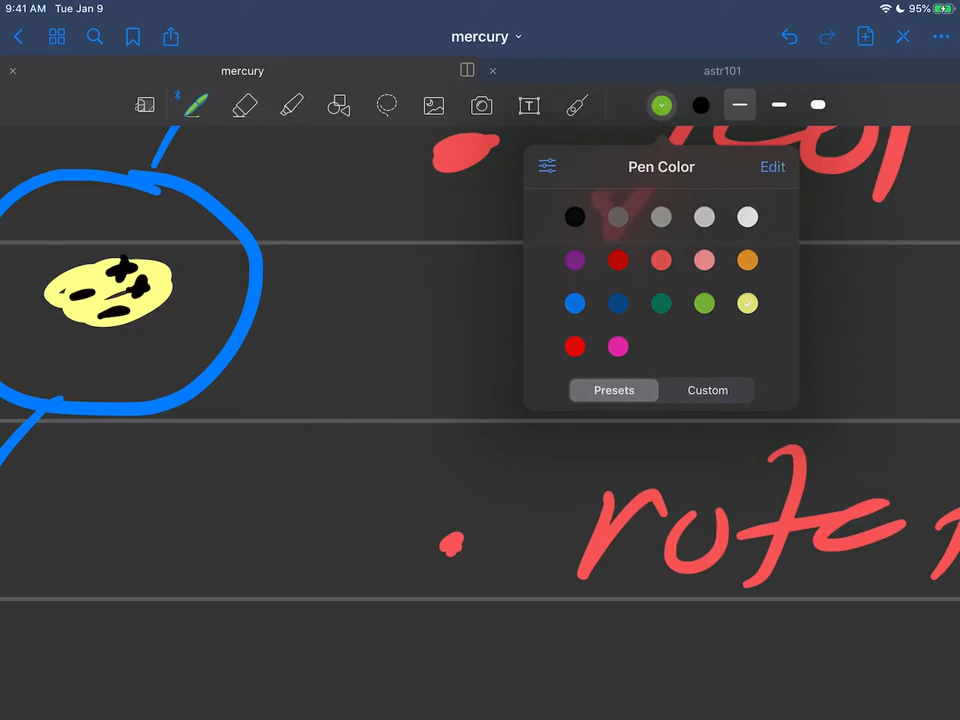 9:41 AM Tue Jan 9
95%
mercury
mercury
astr101
Pen Color
Edit
Presets
Custom